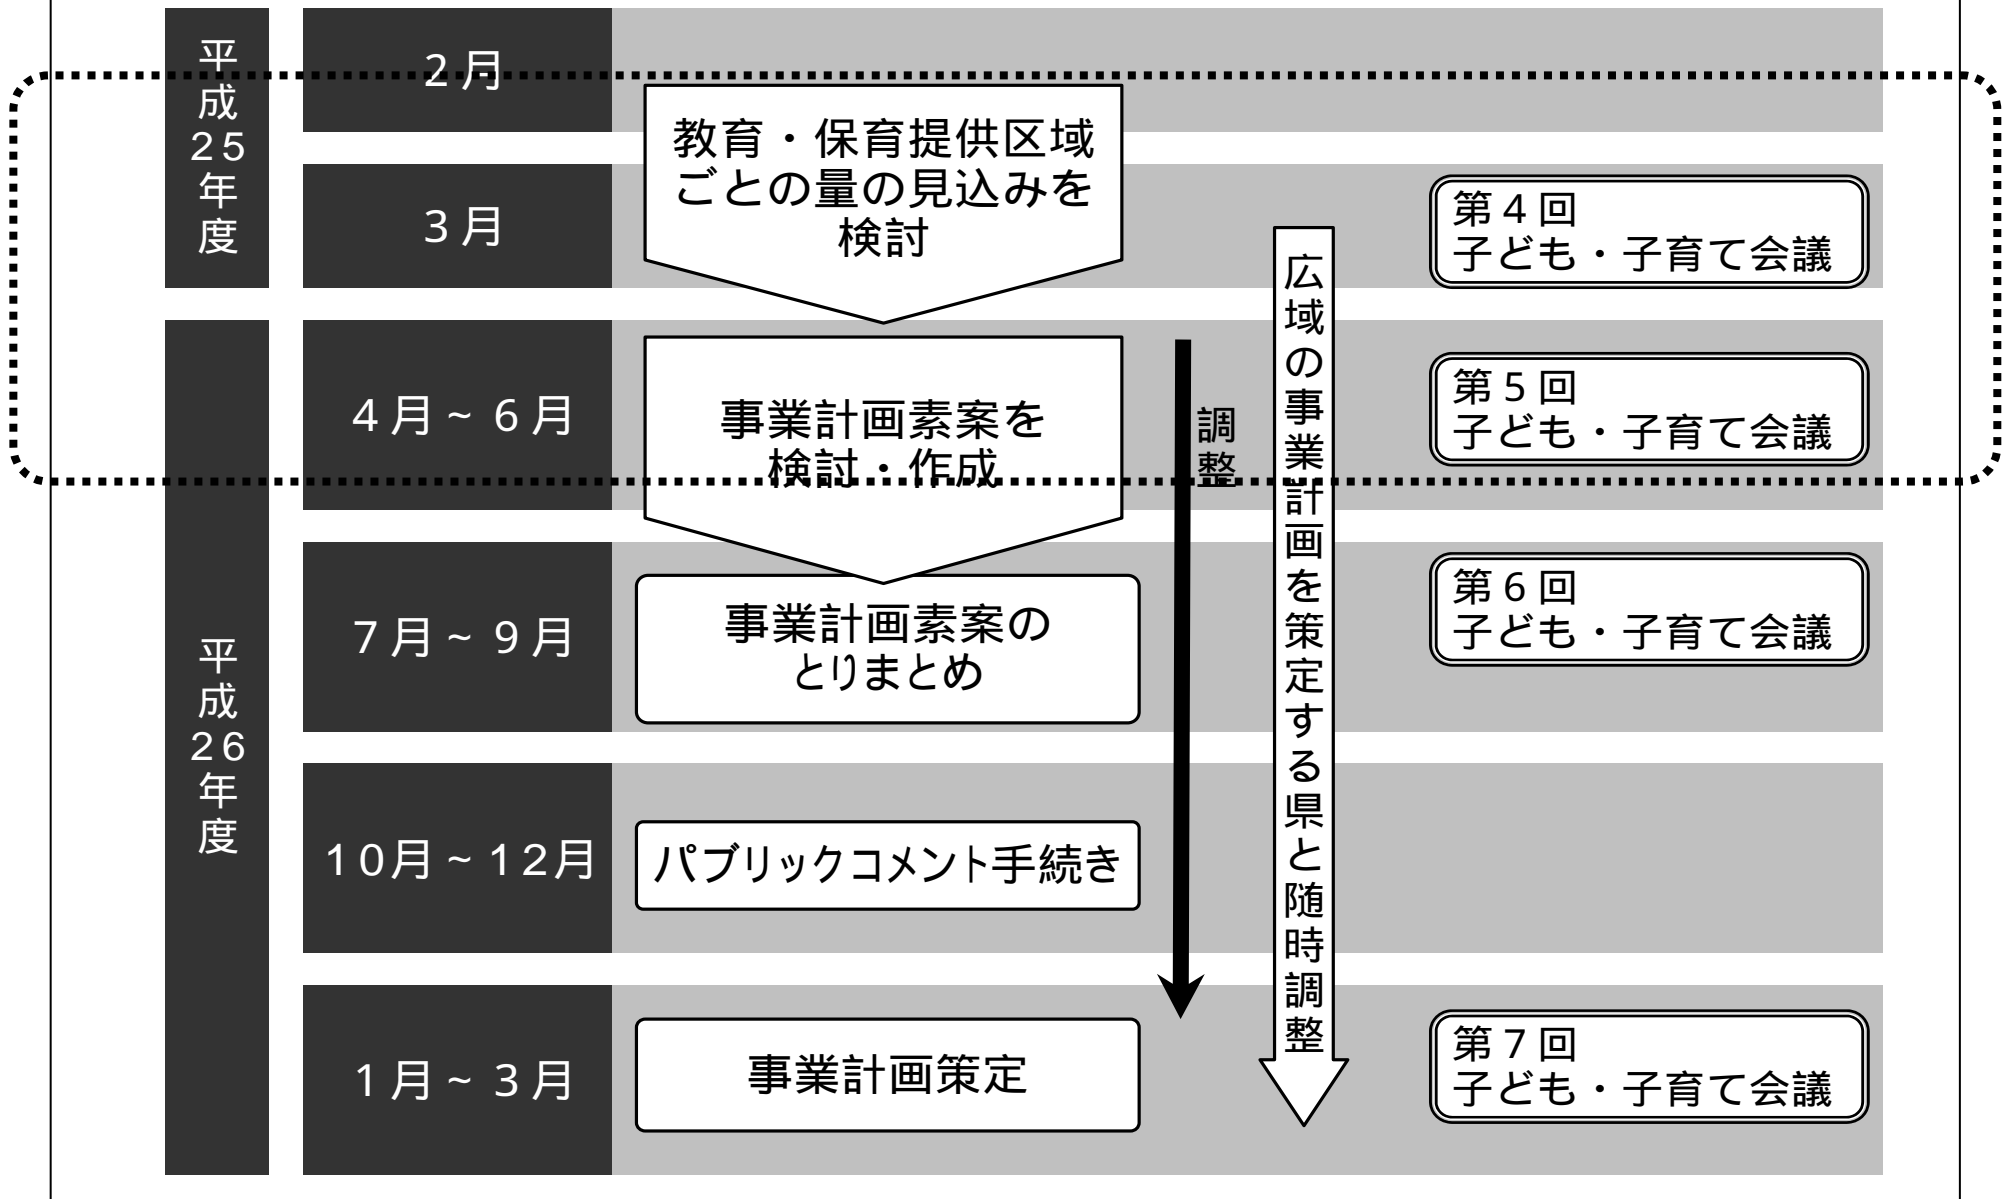 平成25年度
2月
教育・保育提供区域
ごとの量の見込みを
検討
3月
第4回
子ども・子育て会議
広域の事業計画を策定する県と随時調整
平成26年度
4月~6月
事業計画素案を
検討・作成
調整
第5回
子ども・子育て会議
7月~9月
事業計画素案の
とりまとめ
第6回
子ども・子育て会議
10月~12月
パブリックコメント手続き
1月~3月
事業計画策定
第7回
子ども・子育て会議